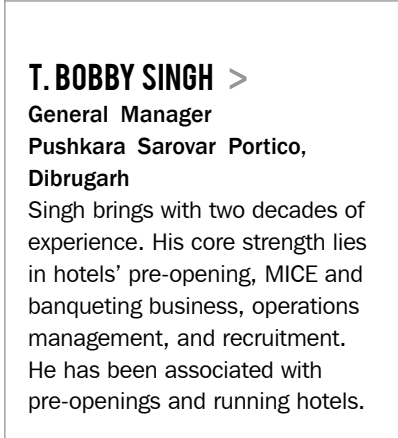 T. BOBBY SINGH >
General Manager
Pushkara Sarovar Portico,
Dibrugarh
Singh brings with two decades of
experience. His core strength lies
in hotels’ pre-opening, MICE and
banqueting business, operations
management, and recruitment.
He has been associated with
pre-openings and running hotels.